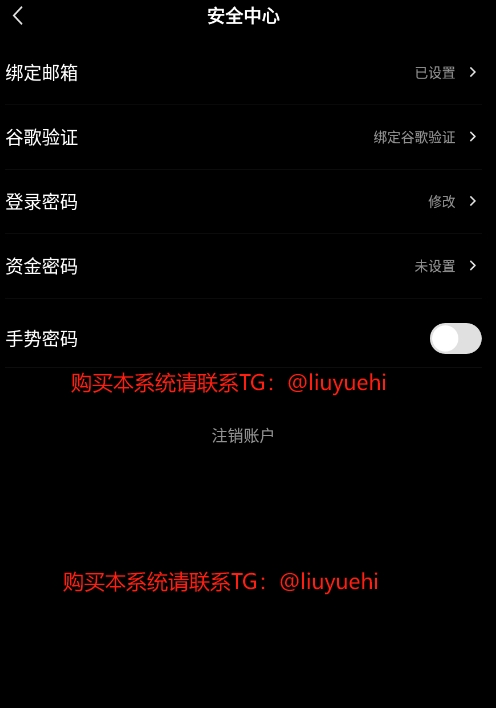 安全中心
绑定邮箱 已设置
谷歌验证 绑定谷歌验证
登录密码 修改
资金密码 未设置
手势密码
购买本系统请联系TG：@liuyuehi
注销账户
购买本系统请联系TG：@liuyuehi